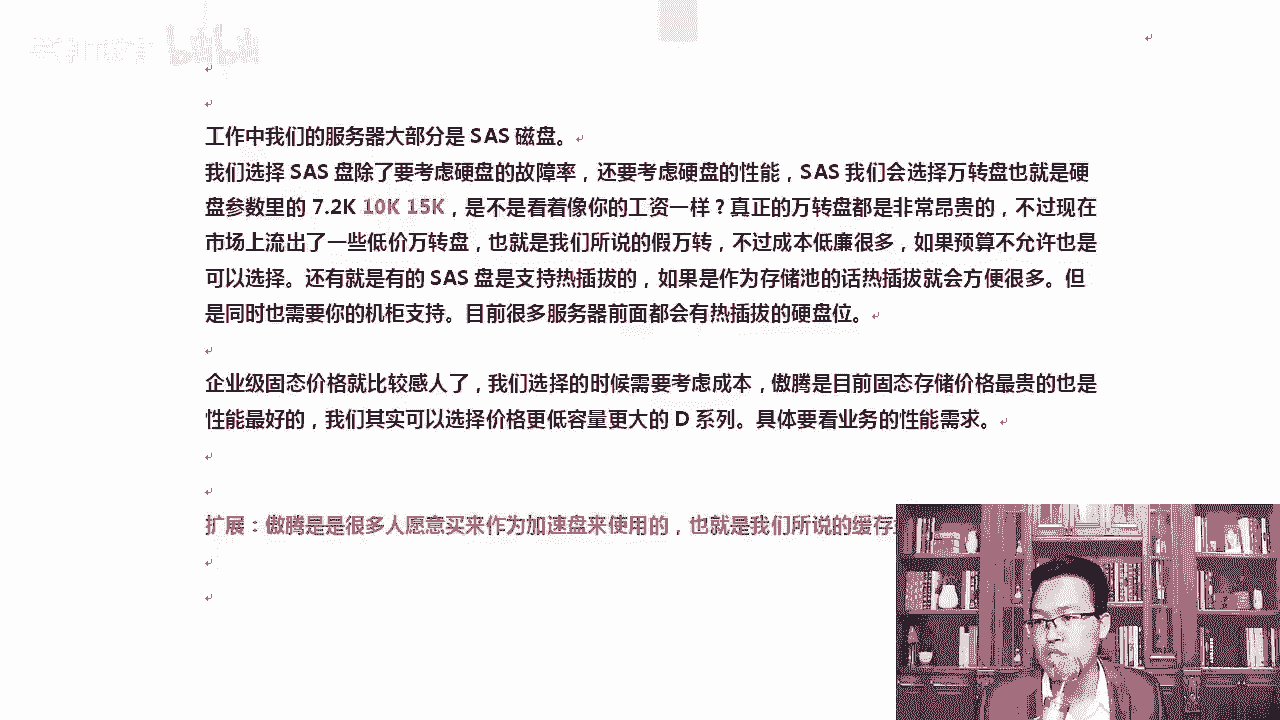 bilibili
工作中我们的服务器大部分是 SAS 磁盘。
我们选择 SAS 盘除了要考虑硬盘的故障率，还要考虑硬盘的性能，SAS 我们会选择万转盘也就是硬
盘参数里的 7.2K 10K 15K，是不是看着像你的工资一样？真正的万转盘都是非常昂贵的，不过现在
市场上流出了一些低价万转盘，也就是我们所说的假万转，不过成本低廉很多，如果预算不允许也是
可以选择。还有就是有的 SAS 盘是支持热插拔的，如果是作为存储池的话热插拔就会方便很多。但
是同时也需要你的机柜支持。目前很多服务器前面都会有热插拔的硬盘位。
企业级固态价格就比较感人了，我们选择的时候需要考虑成本，傲腾是目前固态存储价格最贵的也是
性能最好的，我们其实可以选择价格更低容量更大的 D 系列。具体要看业务的性能需求。
扩展：傲腾是是很多人愿意买来作为加速盘来使用的，也就是我们所说的缓存